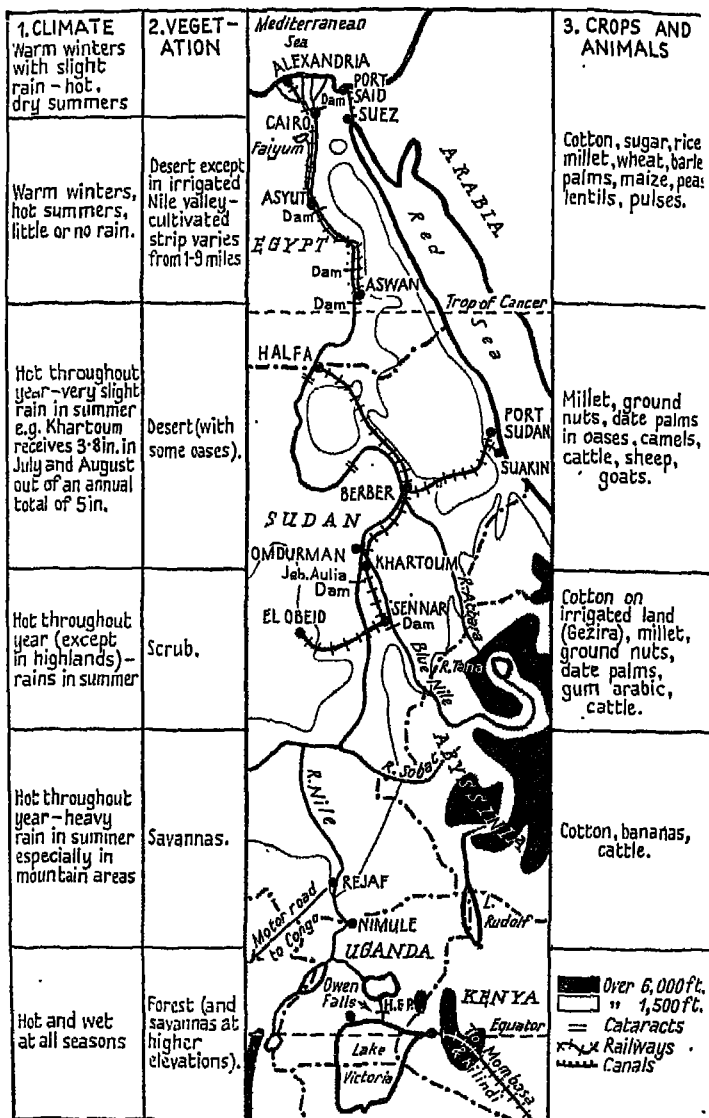 1. CLIMATE
Warm winters
with slight
rain – hot,
dry summers
Warm winters,
hot summers,
little or no rain.
Hot throughout
year–very slight
rain in summer
e.g. Khartoum
receives 3·8in. in
July and August
out of an annual
total of 5in.
Hot throughout
year (except
in highlands)–
rains in summer
Hot throughout
year–heavy
rain in summer
especially in
mountain areas
Hot and wet
at all seasons
2. VEGET-
ATION
Desert except
in irrigated
Nile valley–
cultivated
strip varies
from 1-9 miles
Desert (with
some oases).
Scrub.
Savannas.
Forest (and
savannas at
higher
elevations).
Mediterranean
Sea
ALEXANDRIA
PORT
SAID
Dam
SUEZ
CAIRO
Faiyum
ARABIA
ASYUT
Dam
Red
Sea
EGYPT
Dam
ASWAN
Dam
Trop of Cancer
HALFA
PORT
SUDAN
SUAKIN
BERBER
SUDAN
OMDURMAN
KHARTOUM
Jeb. Aulia
Dam
R. Atbara
EL OBEID
SENNAR
Dam
Blue Nile
R. Tana
ABYSSINIA
R. Sobat
R. Nile
REJAF
Motor road
to Congo
NIMULE
L.
Rudolf
UGANDA
Owen
Falls
H.E.P.
KENYA
Equator
Lake
Victoria
To Mombasa
& Kilindi
3. CROPS AND
ANIMALS
Cotton, sugar, rice
millet, wheat, barle
palms, maize, peas
lentils, pulses.
Millet, ground
nuts, date palms
in oases, camels,
cattle, sheep,
goats.
Cotton on
irrigated land
(Gezira), millet,
ground nuts,
date palms,
gum arabic,
cattle.
Cotton, bananas,
cattle.
Over 6,000ft.
" 1,500ft.
Cataracts
Railways
Canals